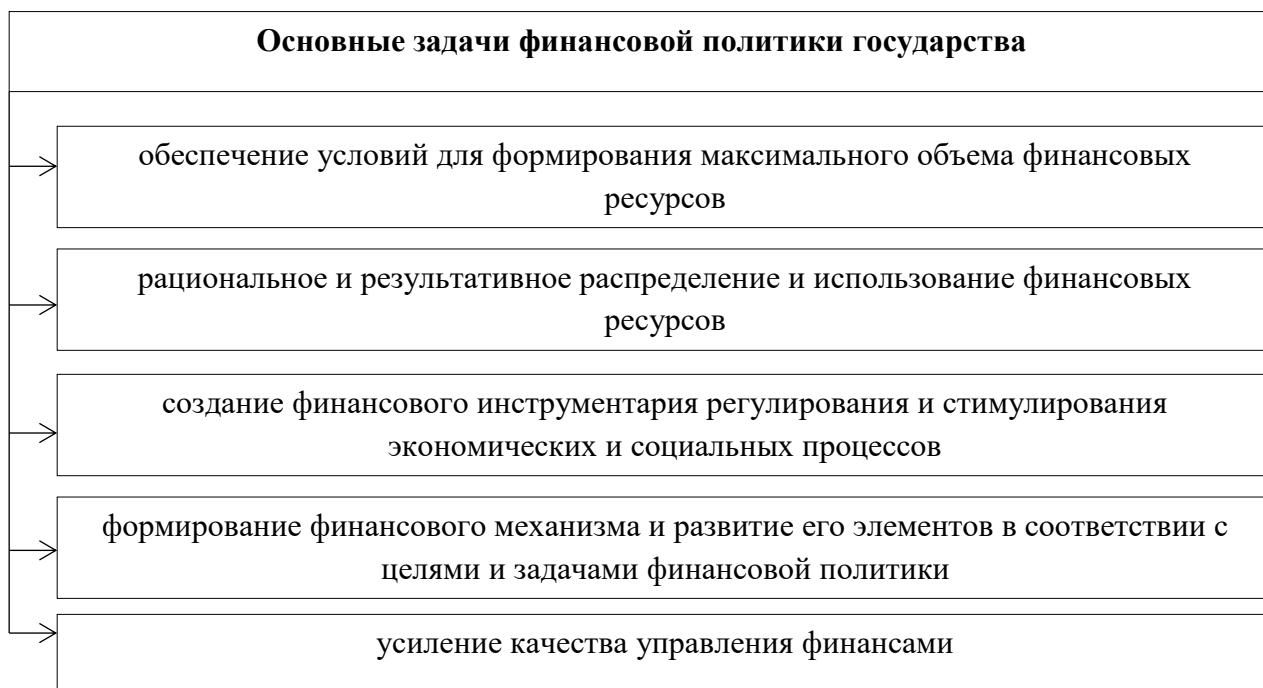 Основные задачи финансовой политики государства
обеспечение условий для формирования максимального объема финансовых
ресурсов
рациональное и результативное распределение и использование финансовых
ресурсов
создание финансового инструментария регулирования и стимулирования
экономических и социальных процессов
формирование финансового механизма и развитие его элементов в соответствии с
целями и задачами финансовой политики
усиление качества управления финансами